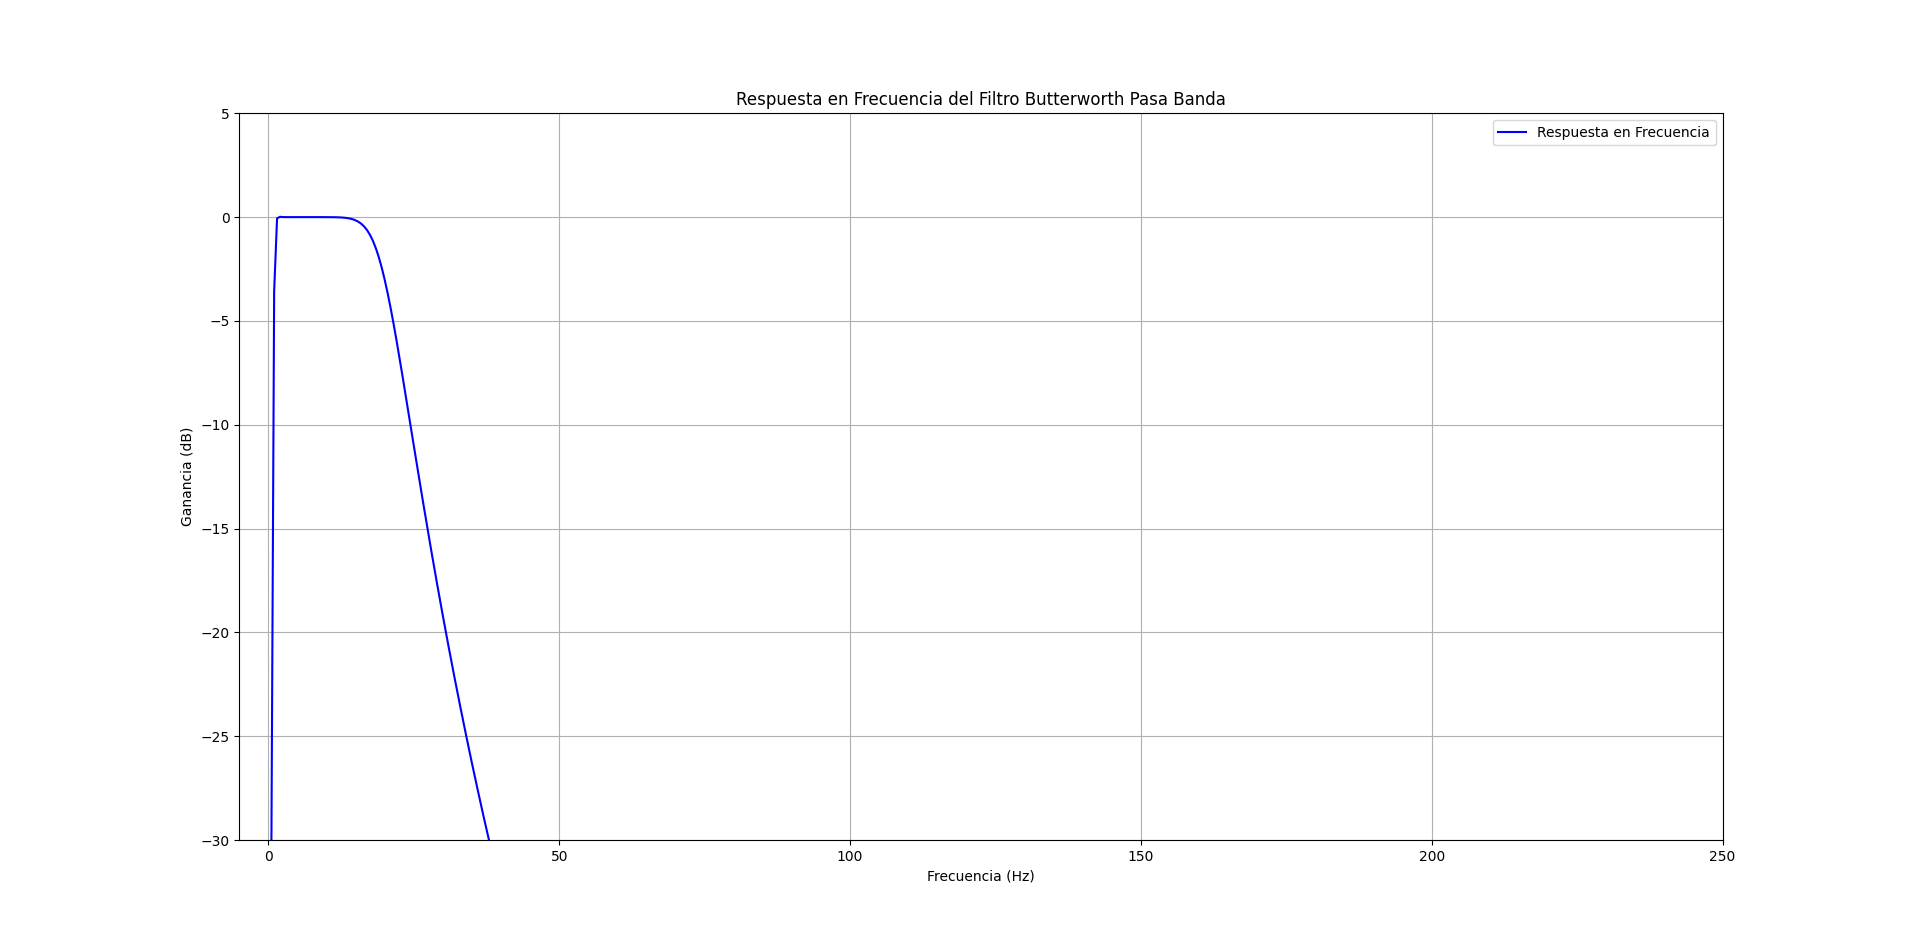 Respuesta en Frecuencia del Filtro Butterworth Pasa Banda
Respuesta en Frecuencia
Ganancia (dB)
5
0
−5
−10
−15
−20
−25
−30
0 50 100 150 200 250
Frecuencia (Hz)